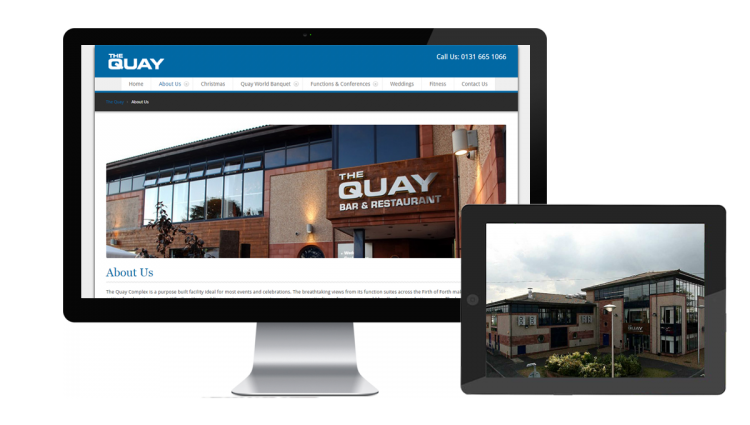 THE
QUAY
Call Us: 0131 665 1066
Home About Us Christmas Quay World Banquet Functions & Conferences Weddings Fitness Contact Us
The Quay About Us
THE
QUAY
BAR & RESTAURANT
About Us
The Quay Complex is a purpose built facility ideal for most events and celebrations. The breathtaking views from its function suites across the Firth of Forth
QUAY